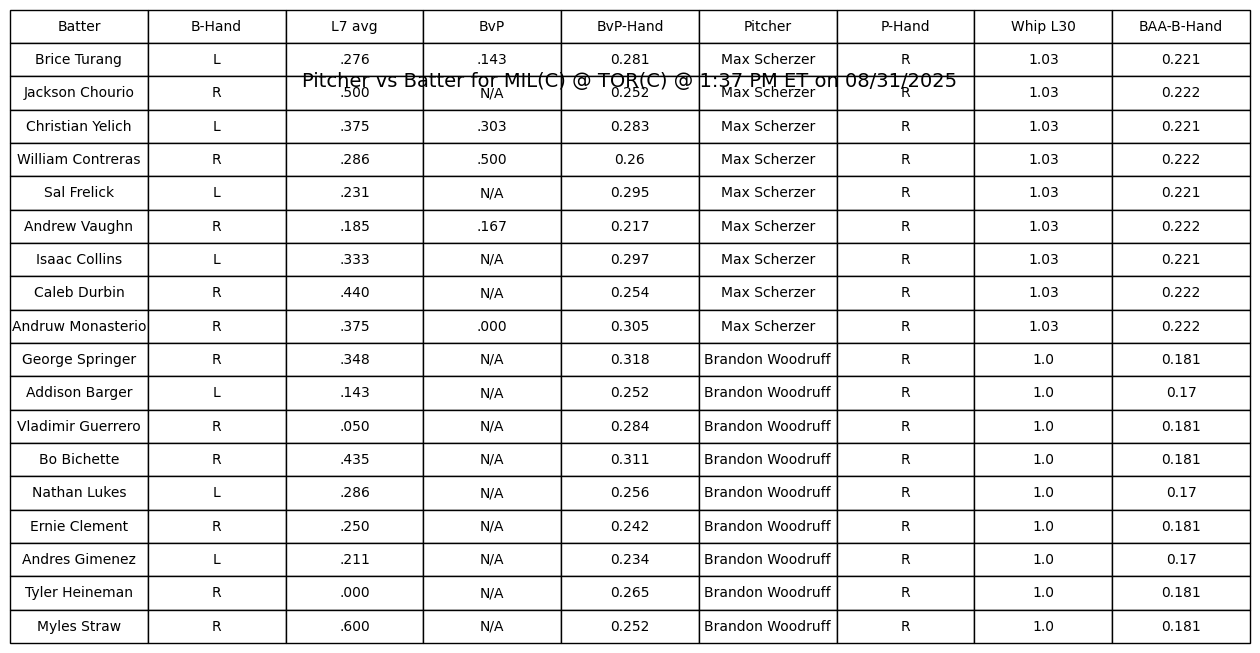 Batter B-Hand L7 avg BvP BvP-Hand Pitcher P-Hand Whip L30 BAA-B-Hand
Brice Turang L .276 .143 0.281 Max Scherzer R 1.03 0.221
Pitcher vs Batter for MIL(C) @ TOR(C) @ 1:37 PM ET on 08/31/2025
Jackson Chourio R .500 N/A 0.252 Max Scherzer R 1.03 0.222
Christian Yelich L .375 .303 0.283 Max Scherzer R 1.03 0.221
William Contreras R .286 .500 0.26 Max Scherzer R 1.03 0.222
Sal Frelick L .231 N/A 0.295 Max Scherzer R 1.03 0.221
Andrew Vaughn R .185 .167 0.217 Max Scherzer R 1.03 0.222
Isaac Collins L .333 N/A 0.297 Max Scherzer R 1.03 0.221
Caleb Durbin R .440 N/A 0.254 Max Scherzer R 1.03 0.222
Andruw Monasterio R .375 .000 0.305 Max Scherzer R 1.03 0.222
George Springer R .348 N/A 0.318 Brandon Woodruff R 1.0 0.181
Addison Barger L .143 N/A 0.252 Brandon Woodruff R 1.0 0.17
Vladimir Guerrero R .050 N/A 0.284 Brandon Woodruff R 1.0 0.181
Bo Bichette R .435 N/A 0.311 Brandon Woodruff R 1.0 0.181
Nathan Lukes L .286 N/A 0.256 Brandon Woodruff R 1.0 0.17
Ernie Clement R .250 N/A 0.242 Brandon Woodruff R 1.0 0.181
Andres Gimenez L .211 N/A 0.234 Brandon Woodruff R 1.0 0.17
Tyler Heineman R .000 N/A 0.265 Brandon Woodruff R 1.0 0.181
Myles Straw R .600 N/A 0.252 Brandon Woodruff R 1.0 0.181